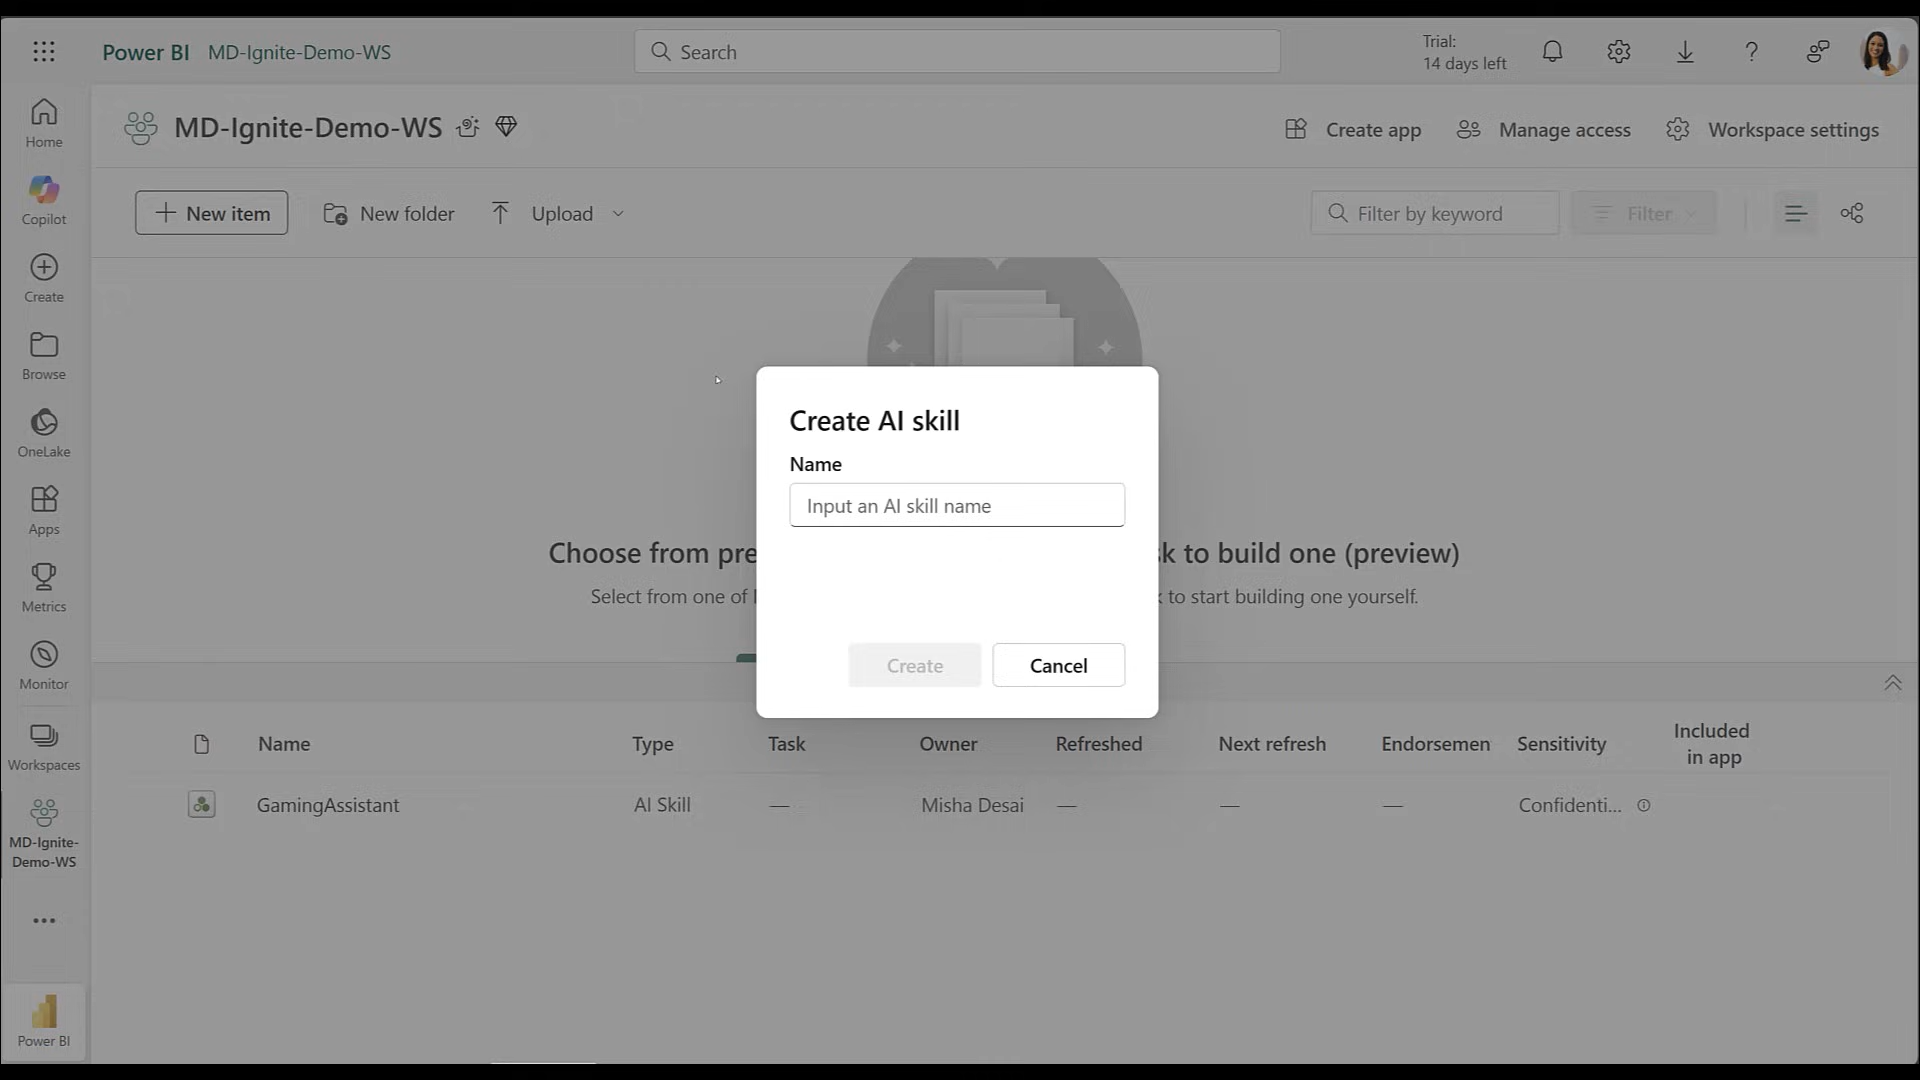 Power BI MD-Ignite-Demo-WS
Search
Trial:
14 days left
Home
Copilot
Create
Browse
OneLake
Apps
Metrics
Monitor
Workspaces
MD-Ignite-
Demo-WS
Power BI
MD-Ignite-Demo-WS
Create app
Manage access
Workspace settings
New item
New folder
Upload
Filter by keyword
Filter
Choose from pre
sk to build one (preview)
Select from one of
to start building one yourself.
Create AI skill
Name
Input an AI skill name
Create
Cancel
Name Type Task Owner Refreshed Next refresh Endorsemen Sensitivity Included
in app
GamingAssistant AI Skill — Misha Desai — — — Confidenti...